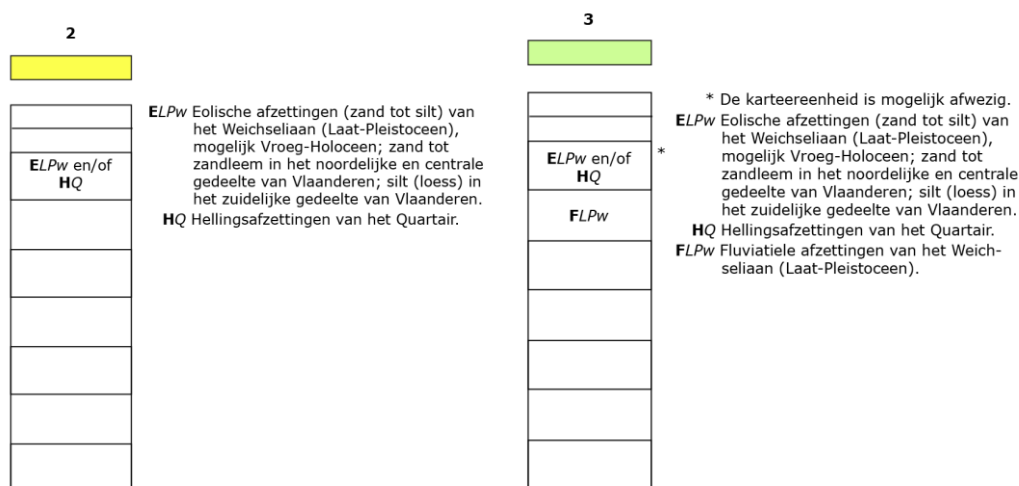 2
ELPw en/of
HQ
ELPw Eolische afzettingen (zand tot silt) van
het Weichseliaan (Laat-Pleistoceen),
mogelijk Vroeg-Holoceen; zand tot
zandleem in het noordelijke en centrale
gedeelte van Vlaanderen; silt (loess) in
het zuidelijke gedeelte van Vlaanderen.
HQ Hellingsafzettingen van het Quartair.
3
ELPw en/of
HQ
*
FLPw
* De karteereenheid is mogelijk afwezig.
ELPw Eolische afzettingen (zand tot silt) van
het Weichseliaan (Laat-Pleistoceen),
mogelijk Vroeg-Holoceen; zand tot
zandleem in het noordelijke en centrale
gedeelte van Vlaanderen; silt (loess) in
het zuidelijke gedeelte van Vlaanderen.
HQ Hellingsafzettingen van het Quartair.
FLPw Fluviatiele afzettingen van het Weich-
seliaan (Laat-Pleistoceen).